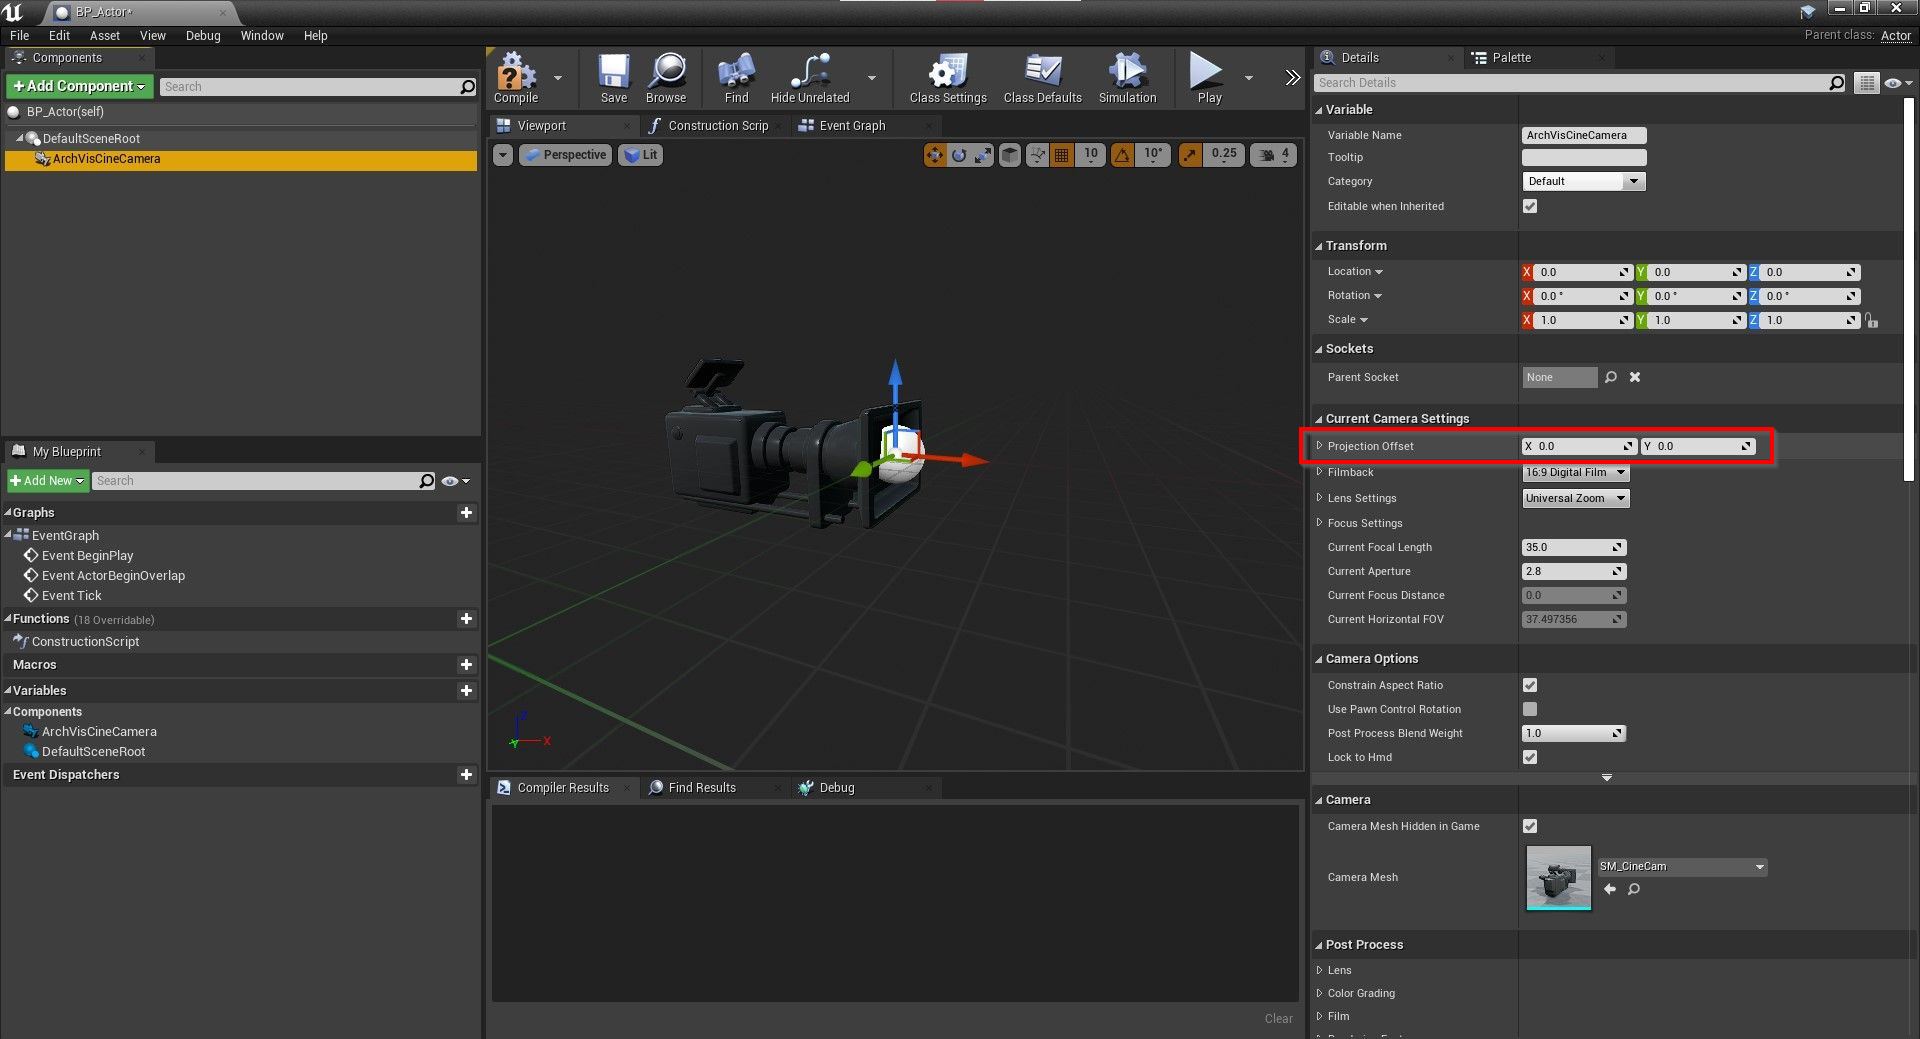 BP_Actor*
File Edit Asset View Debug Window Help
Parent class: Actor
Components
+Add Component
Search
BP_Actor(self)
DefaultSceneRoot
ArchVisCineCamera
My Blueprint
+Add New
Search
Graphs
EventGraph
Event BeginPlay
Event ActorBeginOverlap
Event Tick
Functions (18 Overridable)
ConstructionScript
Macros
Variables
Components
ArchVisCineCamera
DefaultSceneRoot
Event Dispatchers
Compile Save Browse Find Hide Unrelated Class Settings Class Defaults Simulation Play
Viewport Construction Scrip Event Graph
Perspective Lit 10 10° 0.25 4
Z
Y X
Compiler Results Find Results Debug
Clear
Details Palette
Search Details
Variable
Variable Name ArchVisCineCamera
Tooltip
Category Default
Editable when Inherited
Transform
Location X 0.0 Y 0.0 Z 0.0
Rotation X 0.0 ° Y 0.0 ° Z 0.0 °
Scale X 1.0 Y 1.0 Z 1.0
Sockets
Parent Socket None
Current Camera Settings
Projection Offset X 0.0 Y 0.0
Filmback 16:9 Digital Film
Lens Settings Universal Zoom
Focus Settings
Current Focal Length 35.0
Current Aperture 2.8
Current Focus Distance 0.0
Current Horizontal FOV 37.497356
Camera Options
Constrain Aspect Ratio
Use Pawn Control Rotation
Post Process Blend Weight 1.0
Lock to Hmd
Camera
Camera Mesh Hidden in Game
Camera Mesh SM_CineCam
Post Process
Lens
Color Grading
Film